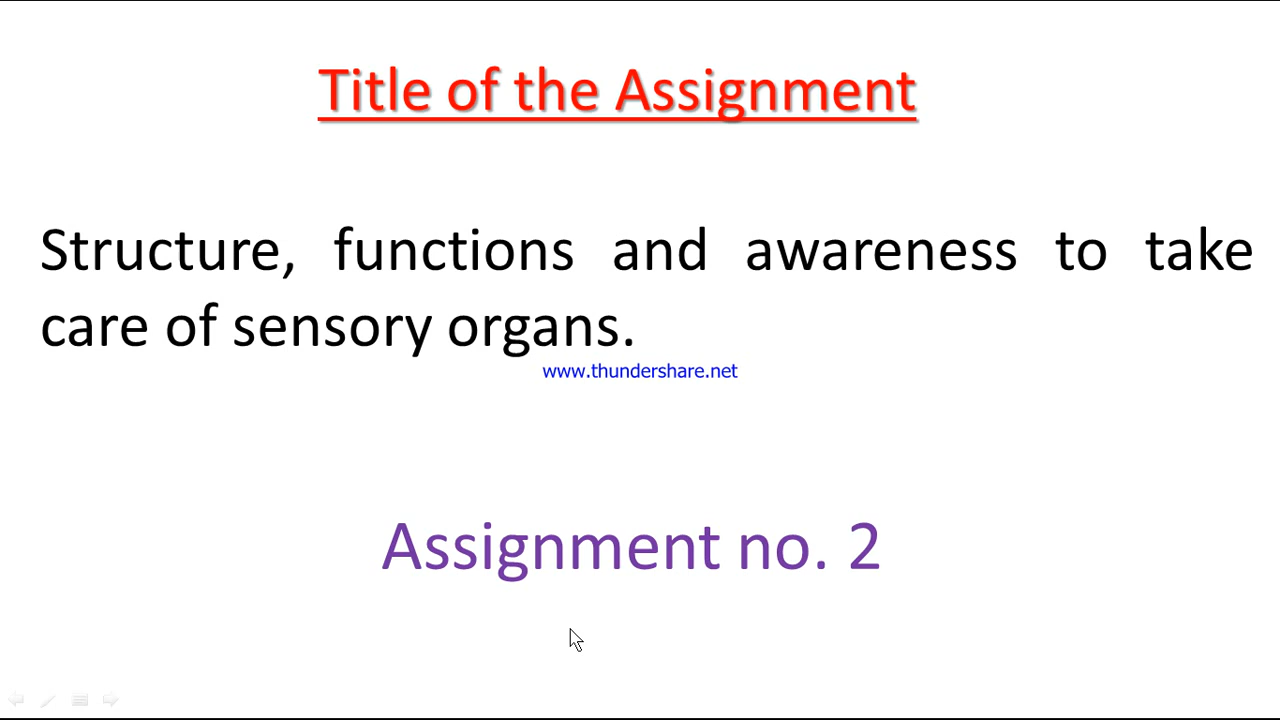 Title of the Assignment
Structure, functions and awareness to take
care of sensory organs.
www.thundershare.net
Assignment no. 2